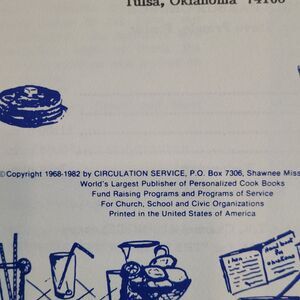 Tulsa, Oklahoma 74106
©Copyright 1968-1982 by CIRCULATION SERVICE, P.O. Box 7306, Shawnee Miss
World's Largest Publisher of Personalized Cook Books
Fund Raising Programs and Programs of Service
For Church, School and Civic Organizations
Printed in the United States of America